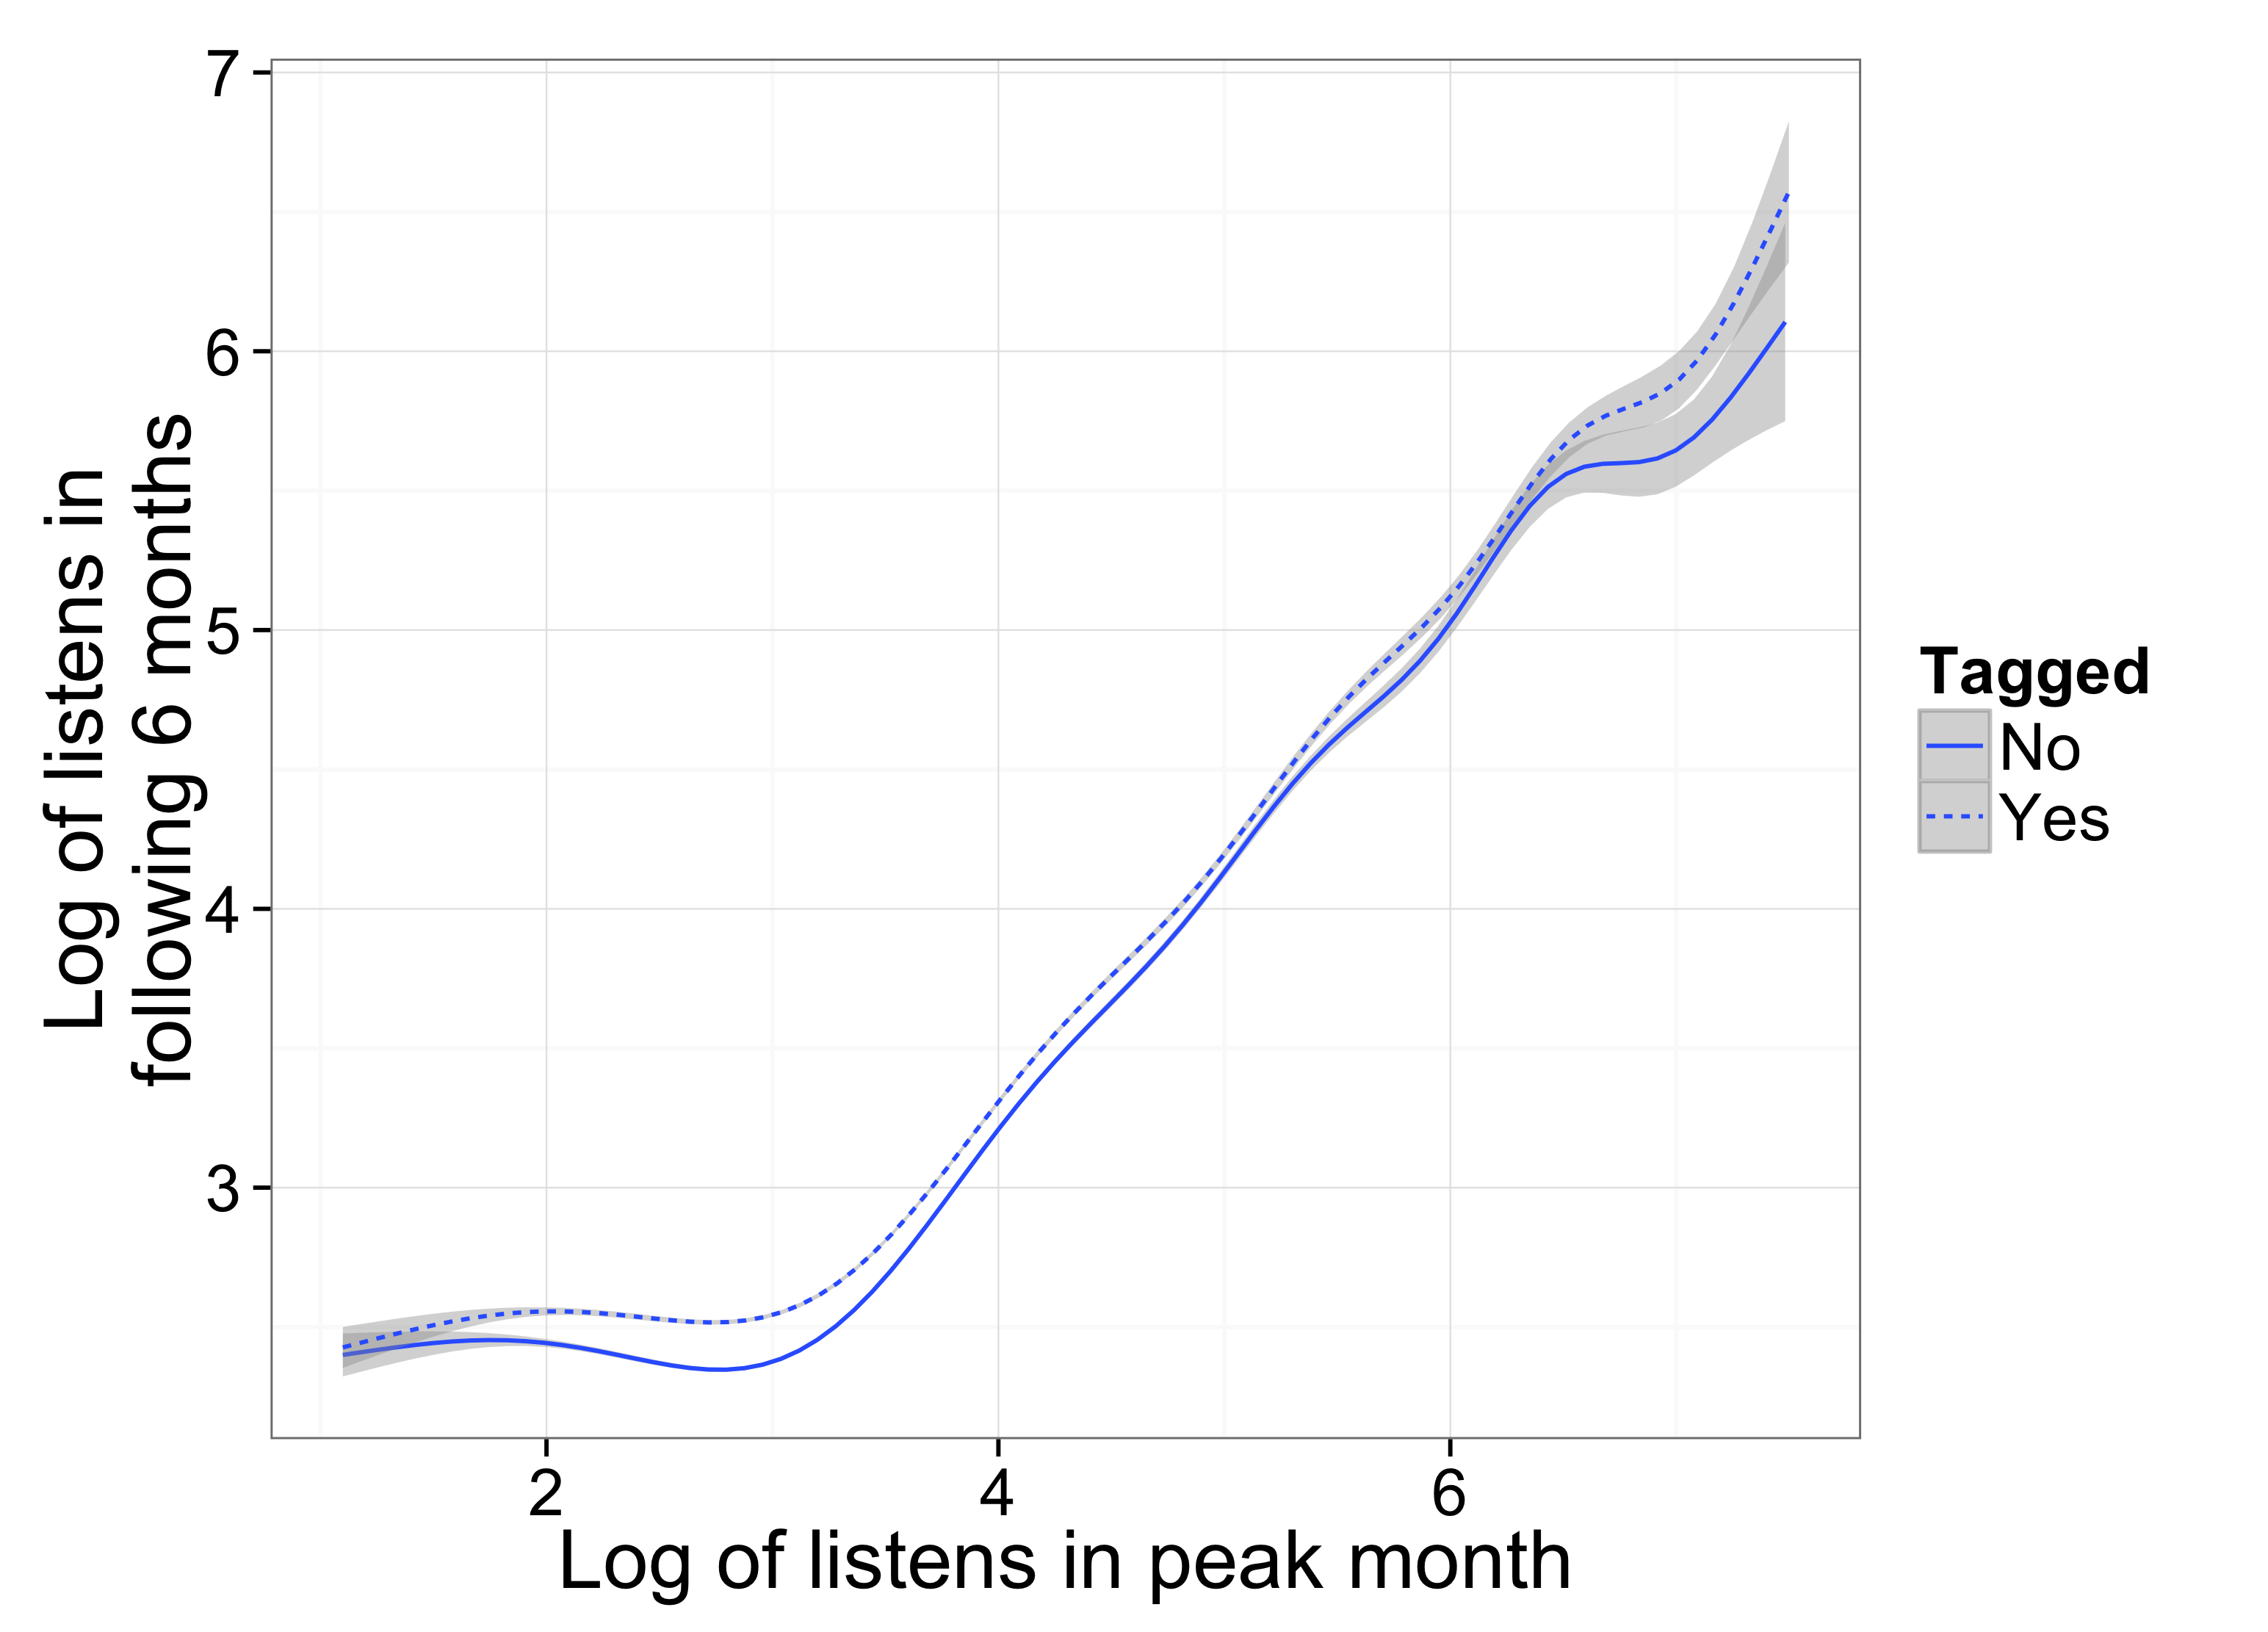 Log of listens in
following 6 months
7
6
5
4
3
2
4
6
Log of listens in peak month
Tagged
No
Yes